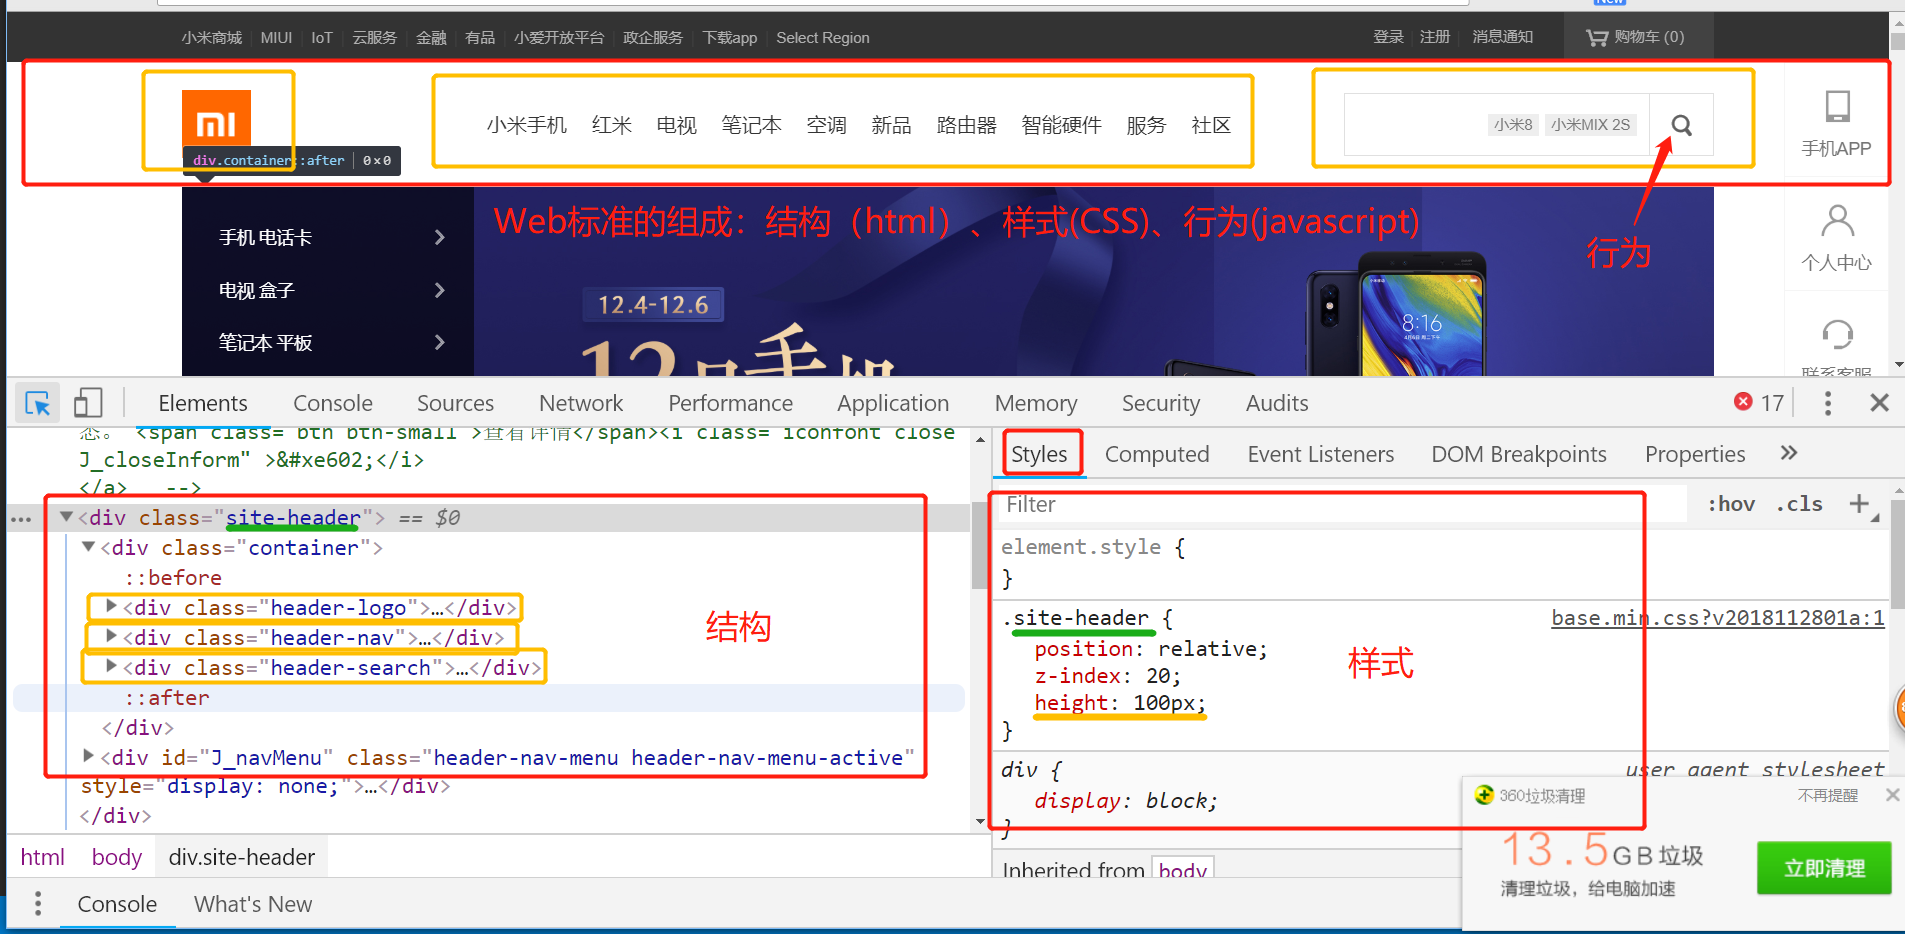 New
小米商城 MIUI IoT 云服务 金融 有品 小爱开放平台 政企服务 下载app Select Region 登录 注册 消息通知 购物车 (0)
小米手机 红米 电视 笔记本 空调 新品 路由器 智能硬件 服务 社区 小米8 小米MIX 2S
手机APP
div.container::after 0×0
Web标准的组成：结构（html）、样式(CSS)、行为(javascript)
行为
手机 电话卡
个人中心
电视 盒子
12.4-12.6
8:16
笔记本 平板
联系客服
Elements Console Sources Network Performance Application Memory Security Audits 17
态。 <span class="btn btn-small">查看详情</span><i class="iconfont close
J_closeInform" >&#xe602;</i>
</a> -->
<div class="site-header"> == $0
<div class="container">
::before
<div class="header-logo">…</div>
<div class="header-nav">…</div>
<div class="header-search">…</div>
::after
</div>
<div id="J_navMenu" class="header-nav-menu header-nav-menu-active"
style="display: none;">…</div>
</div>
结构
html body div.site-header
Console What's New
Styles Computed Event Listeners DOM Breakpoints Properties
Filter :hov .cls
element.style {
}
.site-header { base.min.css?v2018112801a:1
position: relative;
z-index: 20;
height: 100px;
}
样式
div { user agent stylesheet
display: block;
}
Inherited from body
360垃圾清理 不再提醒
13.5GB垃圾
清理垃圾，给电脑加速
立即清理